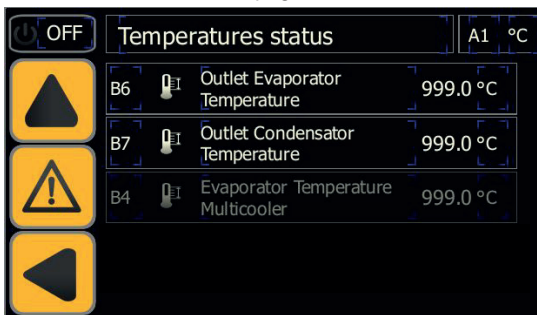 OFF
Temperatures status
A1 °C
B6 Outlet Evaporator Temperature 999.0 °C
B7 Outlet Condensator Temperature 999.0 °C
B4 Evaporator Temperature Multicooler 999.0 °C